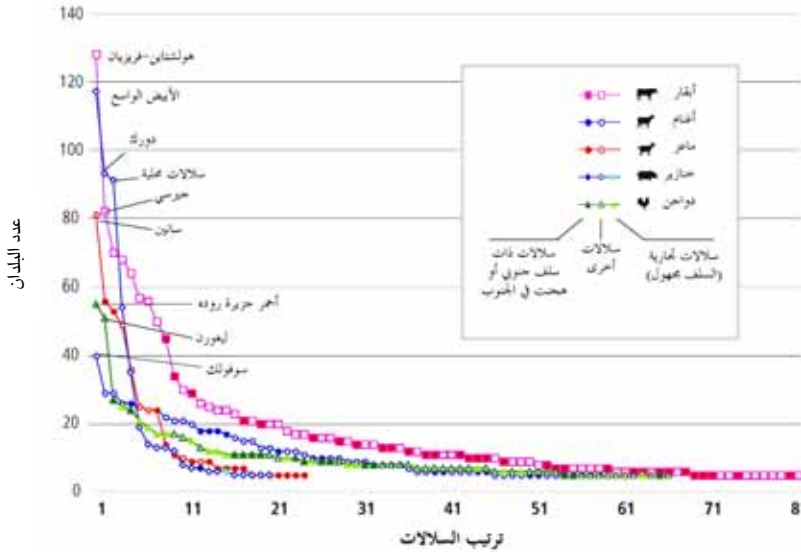 140
120
100
80
60
40
20
0
عدد البلدان
هولشتاين-فريزيان
الأبيض الواسع
دورك
سلالات محلية
جيرسي
سانين
أحمر جزيرة روده
ليغورن
سوفولك
أبقار
أغنام
ماعز
خنازير
دواجن
سلالات تجارية
(السلف مجهول)
سلالات
أخرى
سلالات ذات
سلف جنوبي أو
هجنت في الجنوب
1 11 21 31 41 51 61 71 8
ترتيب السلالات